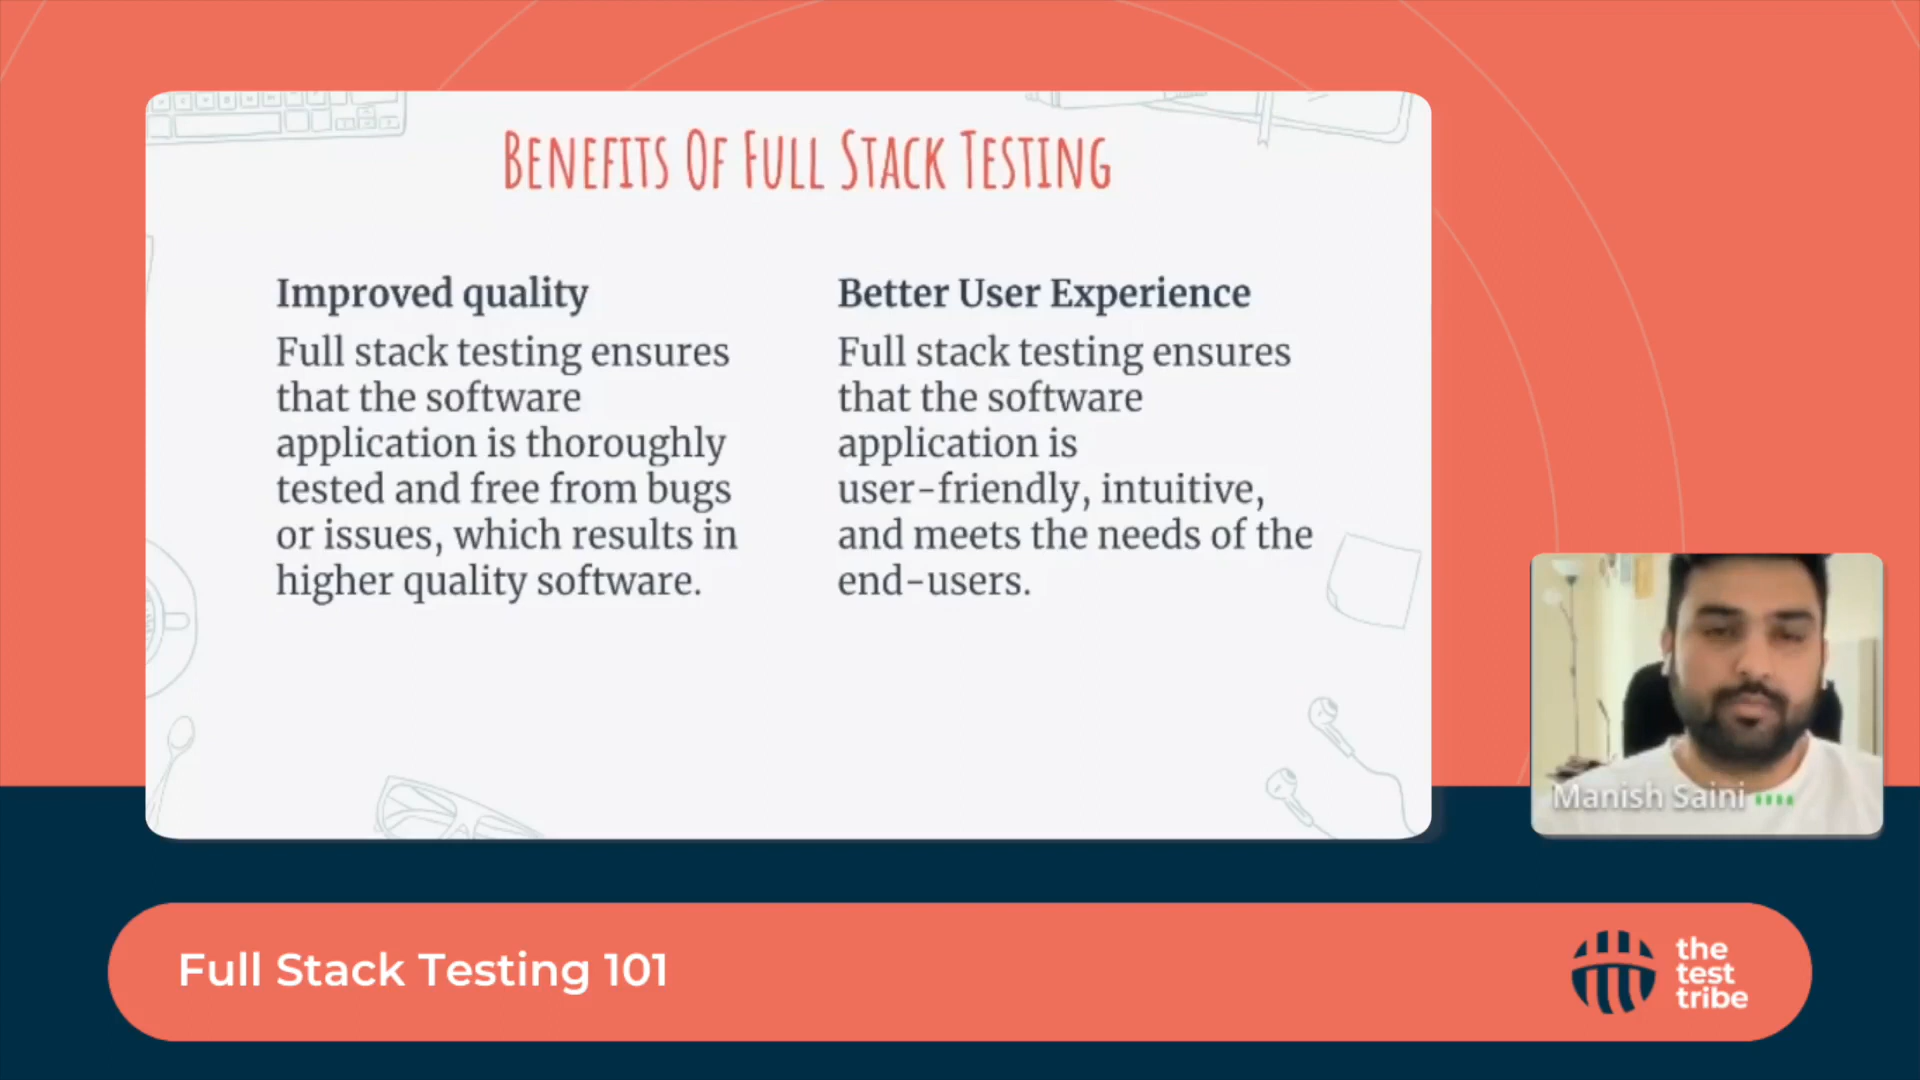 Benefits Of Full Stack Testing
Improved quality
Full stack testing ensures
that the software
application is thoroughly
tested and free from bugs
or issues, which results in
higher quality software.
Better User Experience
Full stack testing ensures
that the software
application is
user-friendly, intuitive,
and meets the needs of the
end-users.
Manish Saini
Full Stack Testing 101
the
test
tribe